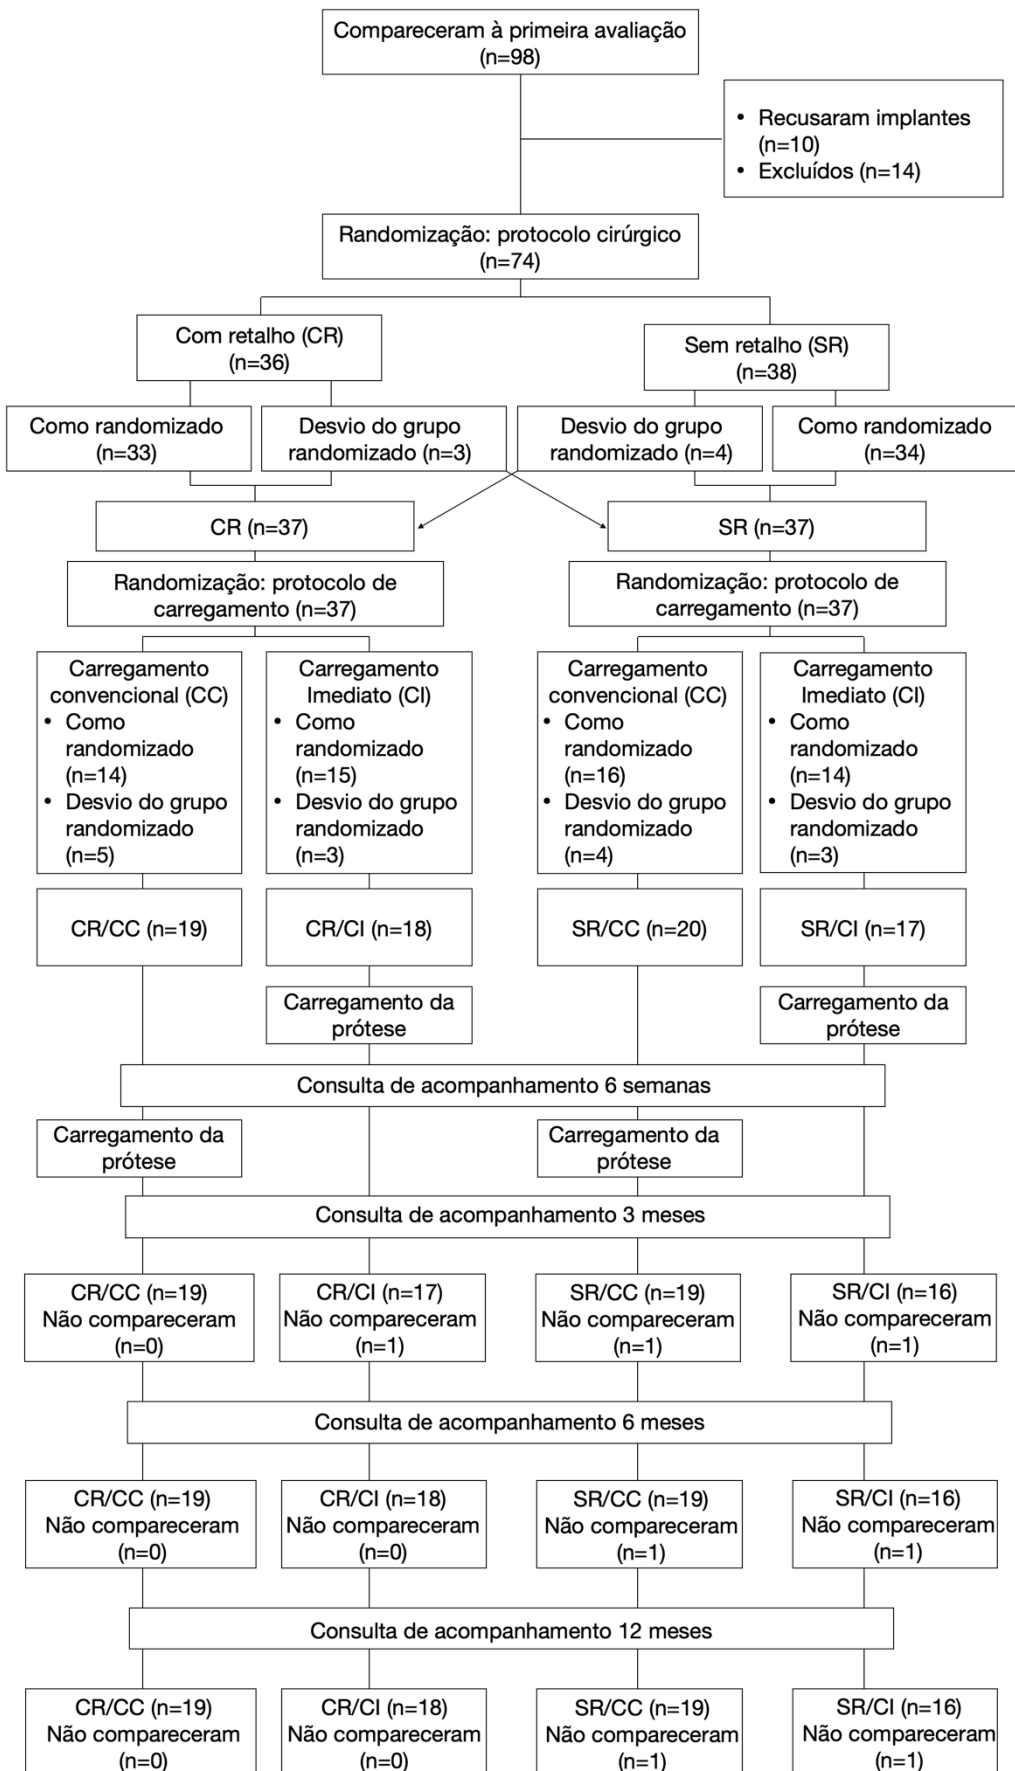 Compareceram à primeira avaliação
(n=98)
• Recusaram implantes
(n=10)
• Excluídos (n=14)
Randomização: protocolo cirúrgico
(n=74)
Com retalho (CR)
(n=36)
Sem retalho (SR)
(n=38)
Como randomizado
(n=33)
Desvio do grupo
randomizado (n=3)
Desvio do grupo
randomizado (n=4)
Como randomizado
(n=34)
CR (n=37)
SR (n=37)
Randomização: protocolo de
carregamento (n=37)
Randomização: protocolo de
carregamento (n=37)
Carregamento
convencional (CC)
• Como
randomizado
(n=14)
• Desvio do grupo
randomizado
(n=5)
Carregamento
Imediato (CI)
• Como
randomizado
(n=15)
• Desvio do grupo
randomizado
(n=3)
Carregamento
convencional (CC)
• Como
randomizado
(n=16)
• Desvio do grupo
randomizado
(n=4)
Carregamento
Imediato (CI)
• Como
randomizado
(n=14)
• Desvio do grupo
randomizado
(n=3)
CR/CC (n=19)
CR/CI (n=18)
SR/CC (n=20)
SR/CI (n=17)
Carregamento da
prótese
Carregamento da
prótese
Consulta de acompanhamento 6 semanas
Carregamento da
prótese
Carregamento da
prótese
Consulta de acompanhamento 3 meses
CR/CC (n=19)
Não compareceram
(n=0)
CR/CI (n=17)
Não compareceram
(n=1)
SR/CC (n=19)
Não compareceram
(n=1)
SR/CI (n=16)
Não compareceram
(n=1)
Consulta de acompanhamento 6 meses
CR/CC (n=19)
Não compareceram
(n=0)
CR/CI (n=18)
Não compareceram
(n=0)
SR/CC (n=19)
Não compareceram
(n=1)
SR/CI (n=16)
Não compareceram
(n=1)
Consulta de acompanhamento 12 meses
CR/CC (n=19)
Não compareceram
(n=0)
CR/CI (n=18)
Não compareceram
(n=0)
SR/CC (n=19)
Não compareceram
(n=1)
SR/CI (n=16)
Não compareceram
(n=1)